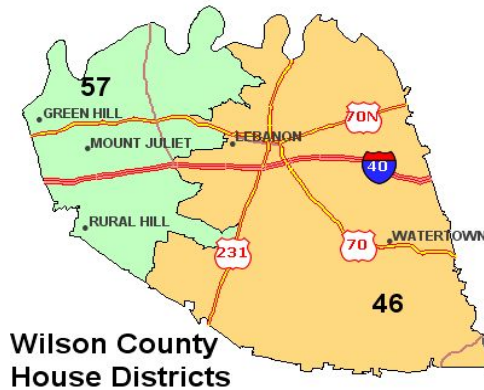 57
GREEN HILL
70N
MOUNT JULIET
LEBANON
40
RURAL HILL
231
70
WATERTOWN
46
Wilson County
House Districts